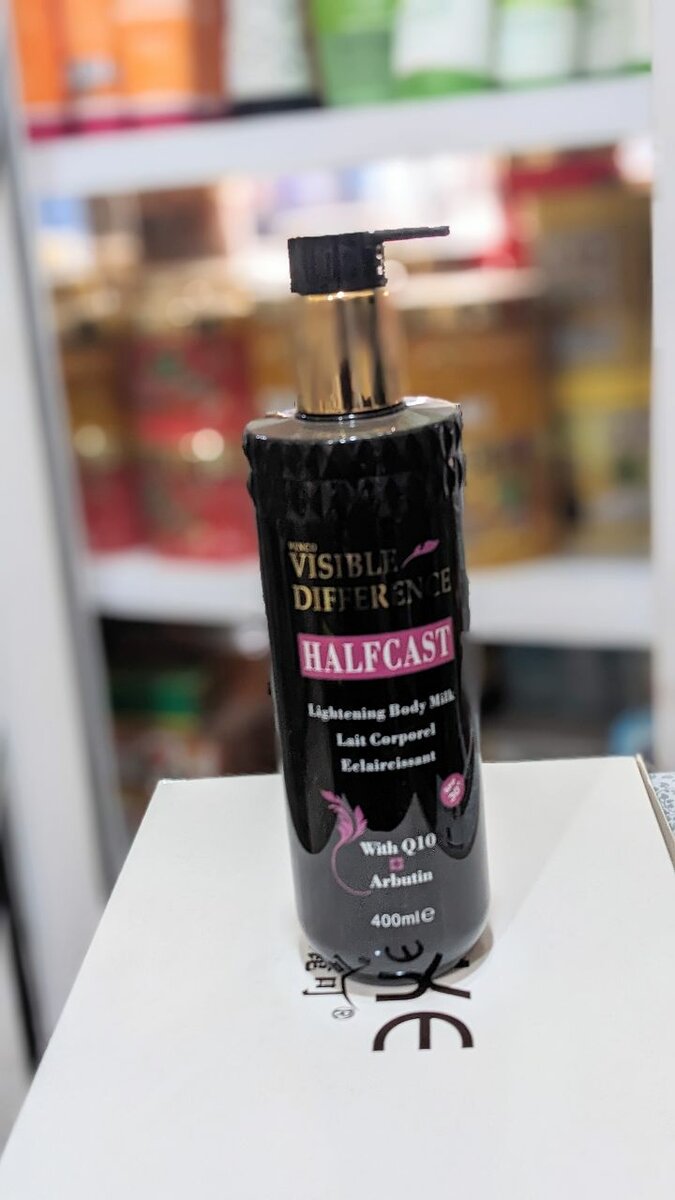 VISIBLE
DIFFERENCE
HALFCAST
Lightening Body Milk
Lait Corporel
Eclaircissant
With Q10
Arbutin
400ml℮